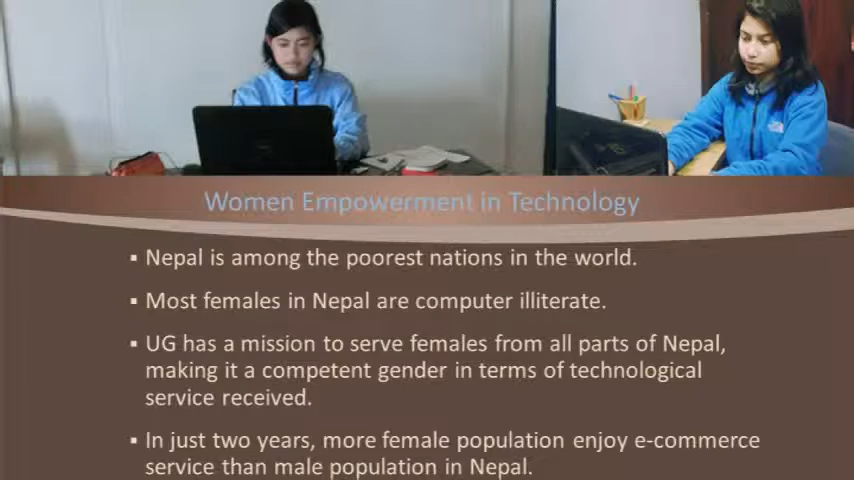 Women Empowerment in Technology
▪ Nepal is among the poorest nations in the world.
▪ Most females in Nepal are computer illiterate.
▪ UG has a mission to serve females from all parts of Nepal,
making it a competent gender in terms of technological
service received.
▪ In just two years, more female population enjoy e-commerce
service than male population in Nepal.